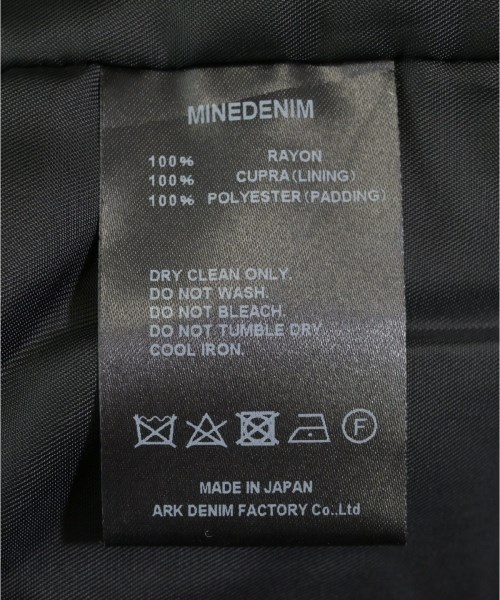 MINEDENIM
100% RAYON
100% CUPRA(LINING)
100% POLYESTER(PADDING)
DRY CLEAN ONLY.
DO NOT WASH.
DO NOT BLEACH.
DO NOT TUMBLE DRY
COOL IRON.
F
MADE IN JAPAN
ARK DENIM FACTORY Co.,Ltd